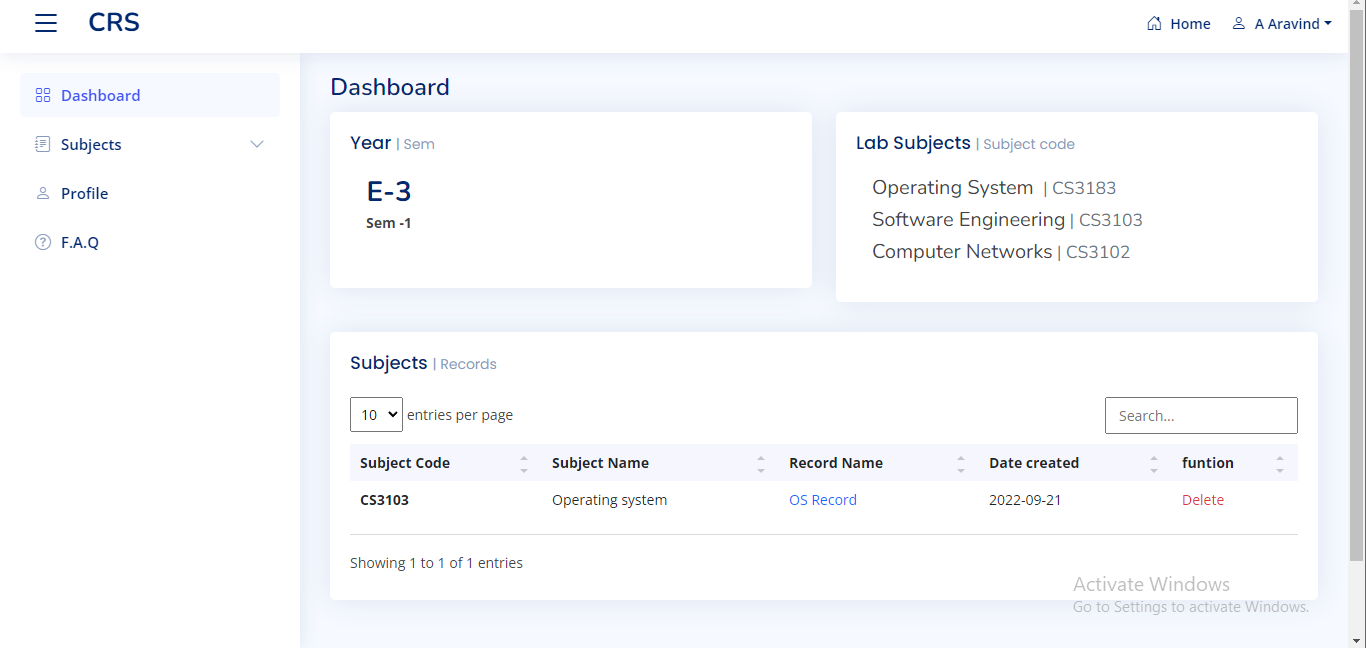 CRS
Home
A Aravind
Dashboard
Subjects
Profile
F.A.Q
Dashboard
Year | Sem
E-3
Sem -1
Lab Subjects | Subject code
Operating System | CS3183
Software Engineering | CS3103
Computer Networks | CS3102
Subjects | Records
10 entries per page
Search...
Subject Code Subject Name Record Name Date created funtion
CS3103 Operating system OS Record 2022-09-21 Delete
Showing 1 to 1 of 1 entries
Activate Windows
Go to Settings to activate Windows.